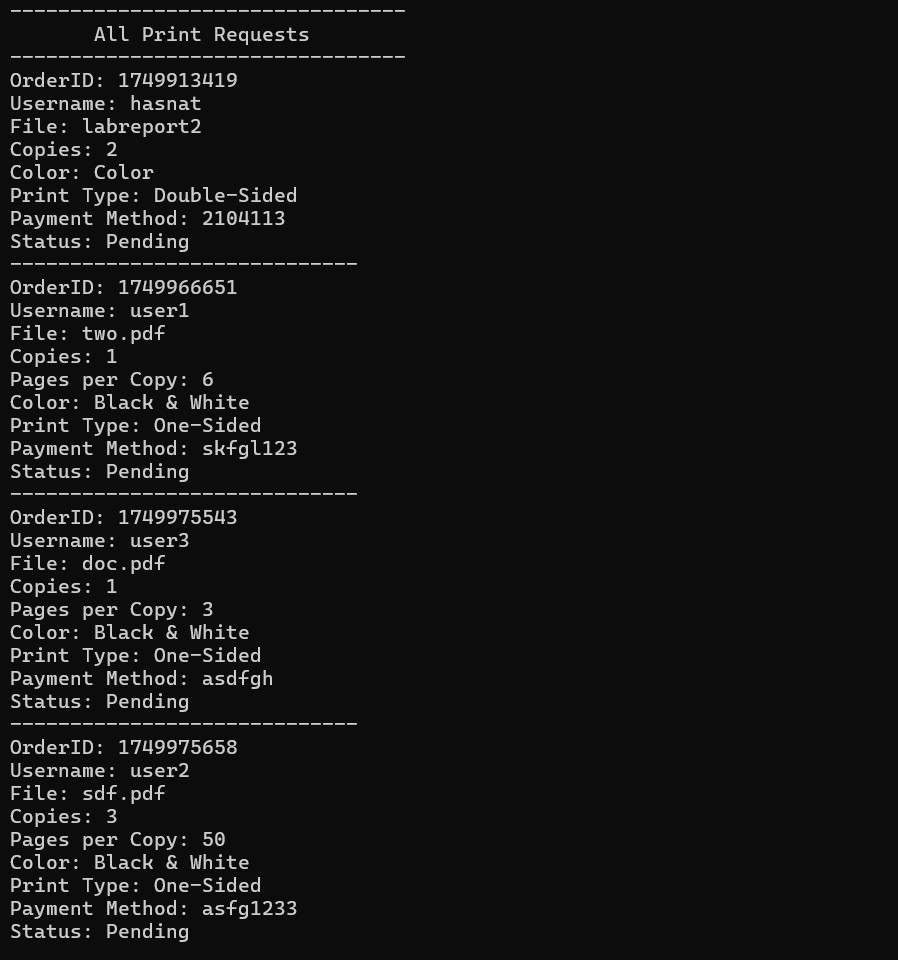 ---------------------------------
All Print Requests
---------------------------------
OrderID: 1749913419
Username: hasnat
File: labreport2
Copies: 2
Color: Color
Print Type: Double-Sided
Payment Method: 2104113
Status: Pending
-----------------------------
OrderID: 1749966651
Username: user1
File: two.pdf
Copies: 1
Pages per Copy: 6
Color: Black & White
Print Type: One-Sided
Payment Method: skfgl123
Status: Pending
-----------------------------
OrderID: 1749975543
Username: user3
File: doc.pdf
Copies: 1
Pages per Copy: 3
Color: Black & White
Print Type: One-Sided
Payment Method: asdfgh
Status: Pending
-----------------------------
OrderID: 1749975658
Username: user2
File: sdf.pdf
Copies: 3
Pages per Copy: 50
Color: Black & White
Print Type: One-Sided
Payment Method: asfg1233
Status: Pending